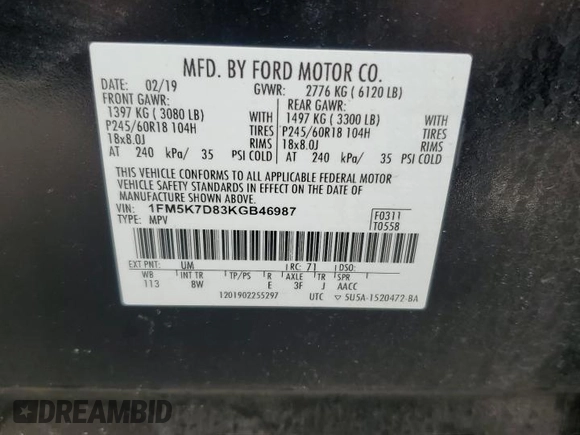 MFD. BY FORD MOTOR CO.
DATE: 02/19 GVWR: 2776 KG ( 6120 LB)
FRONT GAWR: REAR GAWR:
1397 KG ( 3080 LB) WITH 1497 KG ( 3300 LB) WITH
P245/60R18 104H TIRES P245/60R18 104H TIRES
18x8.0J RIMS 18x8.0J RIMS
AT 240 kPa/ 35 PSI COLD AT 240 kPa/ 35 PSI COLD
THIS VEHICLE CONFORMS TO ALL APPLICABLE FEDERAL MOTOR
VEHICLE SAFETY STANDARDS IN EFFECT ON THE DATE OF
MANUFACTURE SHOWN ABOVE.
VIN: 1FM5K7D83KGB46987 F0311
TYPE: MPV T0558
EXT PNT: UM RC: 71 DSO:
WB INT TR TP/PS R AXLE TR SPR
113 8W E 3F J AACC
1201902255297 UTC ▽ 5U5A-1520472-BA
DREAMBID